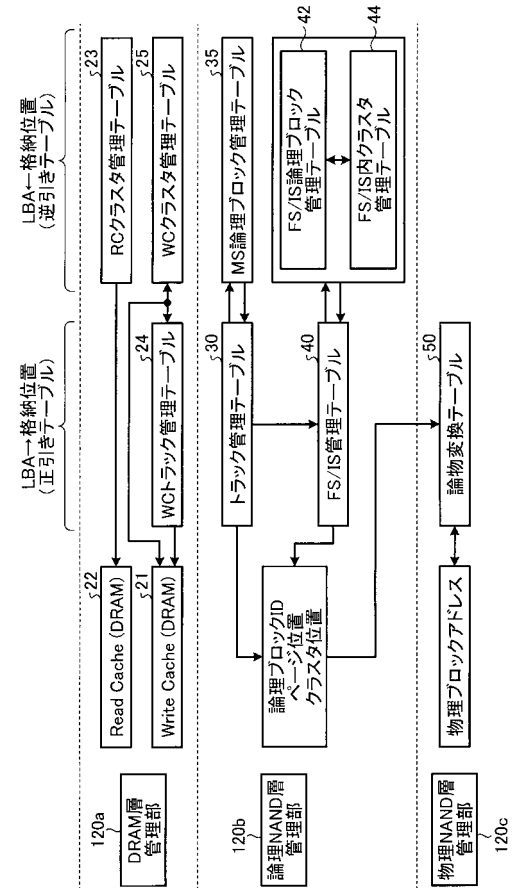 LBA→格納位置
(正引きテーブル)
LBA←格納位置
(逆引きテーブル)
120a
DRAM層
管理部
22
Read Cache (DRAM)
21
Write Cache (DRAM)
24
WCトラック管理テーブル
23
RCクラスタ管理テーブル
25
WCクラスタ管理テーブル
120b
論理NAND層
管理部
論理ブロックID
ページ位置
クラスタ位置
30
トラック管理テーブル
40
FS/IS管理テーブル
35
MS論理ブロック管理テーブル
42
FS/IS論理ブロック
管理テーブル
44
FS/IS内クラスタ
管理テーブル
物理NAND層
管理部
120c
物理ブロックアドレス
50
論物変換テーブル